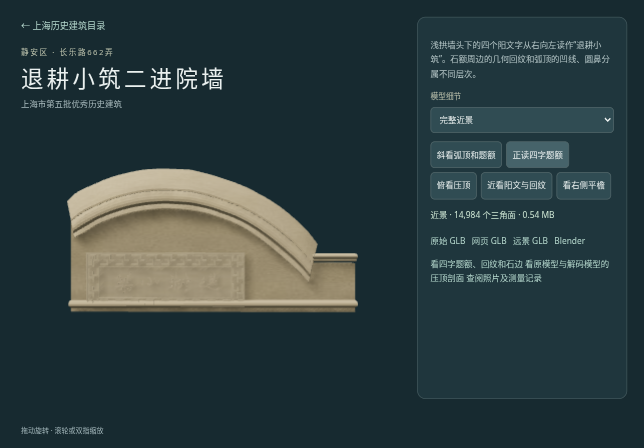 ← 上海历史建筑目录
静安区 · 长乐路662弄
退耕小筑二进院墙
上海市第五批优秀历史建筑
浅拱墙头下的四个阳文字从右向左读作“退耕小
筑”。石额周边的几何回纹和弧顶的凹线、圆鼻分
属不同层次。
模型细节
完整近景
斜看弧顶和题额
正读四字题额
俯看压顶
近看阳文与回纹
看右侧平檐
近景 · 14,984 个三角面 · 0.54 MB
原始 GLB 网页 GLB 远景 GLB Blender
看四字题额、回纹和石边 看原模型与解码模型的
压顶剖面 查阅照片及测量记录
拖动旋转 · 滚轮或双指缩放